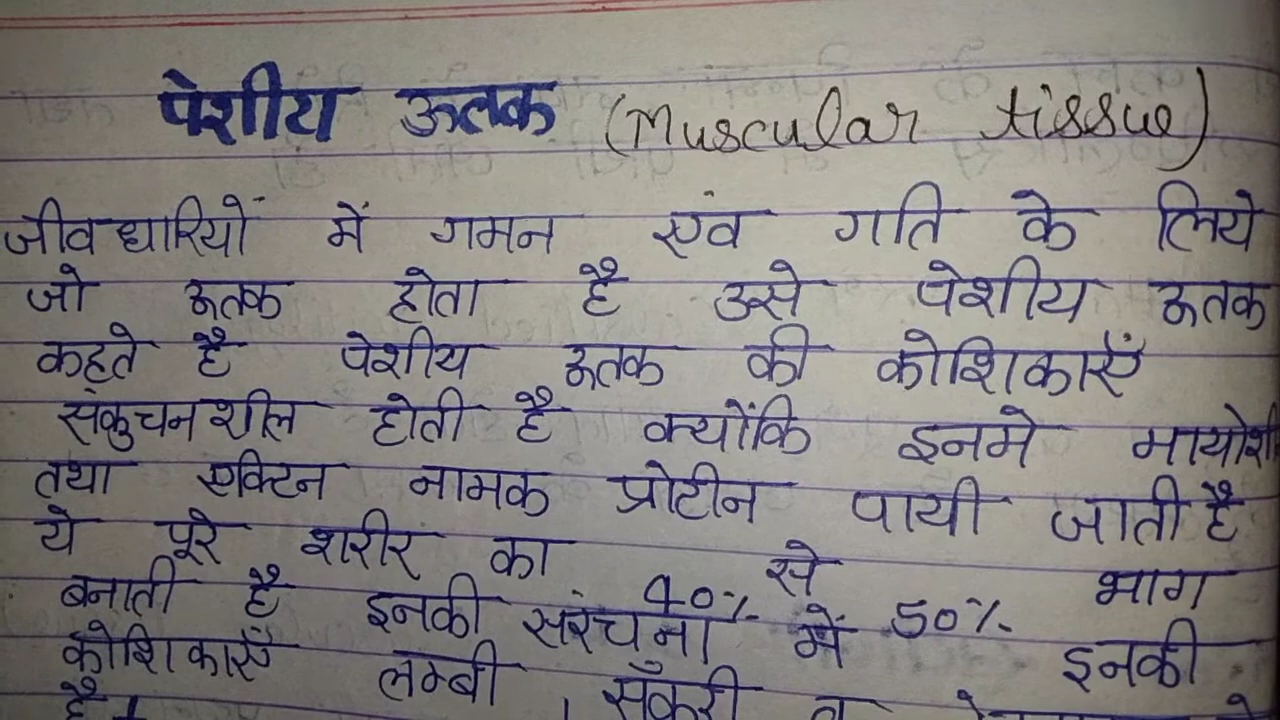 पेशीय ऊतक (Muscular tissue)
जीवधारियों में गमन एवं गति के लिये
जो ऊतक होता है उसे पेशीय ऊतक
कहते है पेशीय ऊतक की कोशिकाएँ
संकुचनशील होती है क्योंकि इनमे
तथा एक्टिन नामक प्रोटीन पायी जाती है
ये पूरे शरीर का 40% से 50% भाग
बनाती है इनकी संरचना में इनकी
कोशिकाएँ लम्बी , सँकरी व
है।